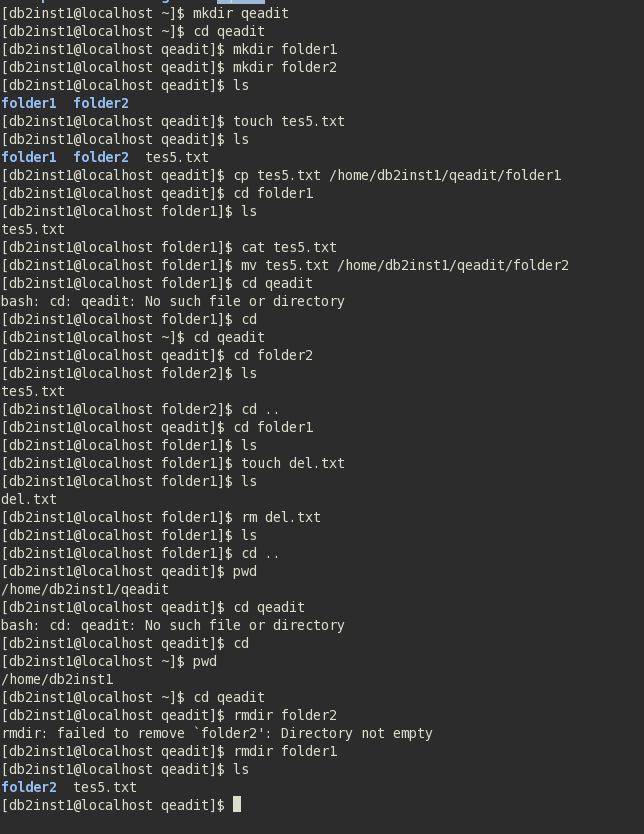 [db2inst1@localhost ~]$ mkdir qeadit
[db2inst1@localhost ~]$ cd qeadit
[db2inst1@localhost qeadit]$ mkdir folder1
[db2inst1@localhost qeadit]$ mkdir folder2
[db2inst1@localhost qeadit]$ ls
folder1  folder2
[db2inst1@localhost qeadit]$ touch tes5.txt
[db2inst1@localhost qeadit]$ ls
folder1  folder2  tes5.txt
[db2inst1@localhost qeadit]$ cp tes5.txt /home/db2inst1/qeadit/folder1
[db2inst1@localhost qeadit]$ cd folder1
[db2inst1@localhost folder1]$ ls
tes5.txt
[db2inst1@localhost folder1]$ cat tes5.txt
[db2inst1@localhost folder1]$ mv tes5.txt /home/db2inst1/qeadit/folder2
[db2inst1@localhost folder1]$ cd qeadit
bash: cd: qeadit: No such file or directory
[db2inst1@localhost folder1]$ cd
[db2inst1@localhost ~]$ cd qeadit
[db2inst1@localhost qeadit]$ cd folder2
[db2inst1@localhost folder2]$ ls
tes5.txt
[db2inst1@localhost folder2]$ cd ..
[db2inst1@localhost qeadit]$ cd folder1
[db2inst1@localhost folder1]$ ls
[db2inst1@localhost folder1]$ touch del.txt
[db2inst1@localhost folder1]$ ls
del.txt
[db2inst1@localhost folder1]$ rm del.txt
[db2inst1@localhost folder1]$ ls
[db2inst1@localhost folder1]$ cd ..
[db2inst1@localhost qeadit]$ pwd
/home/db2inst1/qeadit
[db2inst1@localhost qeadit]$ cd qeadit
bash: cd: qeadit: No such file or directory
[db2inst1@localhost qeadit]$ cd
[db2inst1@localhost ~]$ pwd
/home/db2inst1
[db2inst1@localhost ~]$ cd qeadit
[db2inst1@localhost qeadit]$ rmdir folder2
rmdir: failed to remove `folder2': Directory not empty
[db2inst1@localhost qeadit]$ rmdir folder1
[db2inst1@localhost qeadit]$ ls
folder2  tes5.txt
[db2inst1@localhost qeadit]$